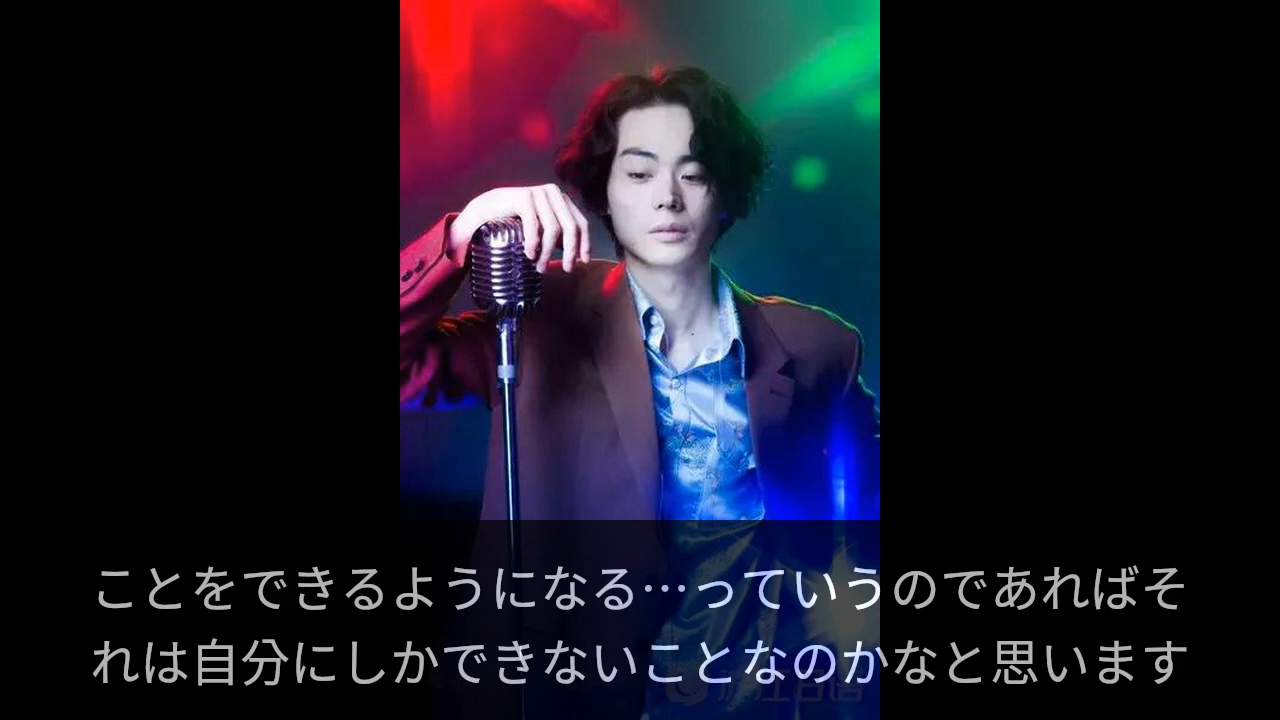 ことをできるようになる…っていうのであればそ
れは自分にしかできないことなのかなと思います